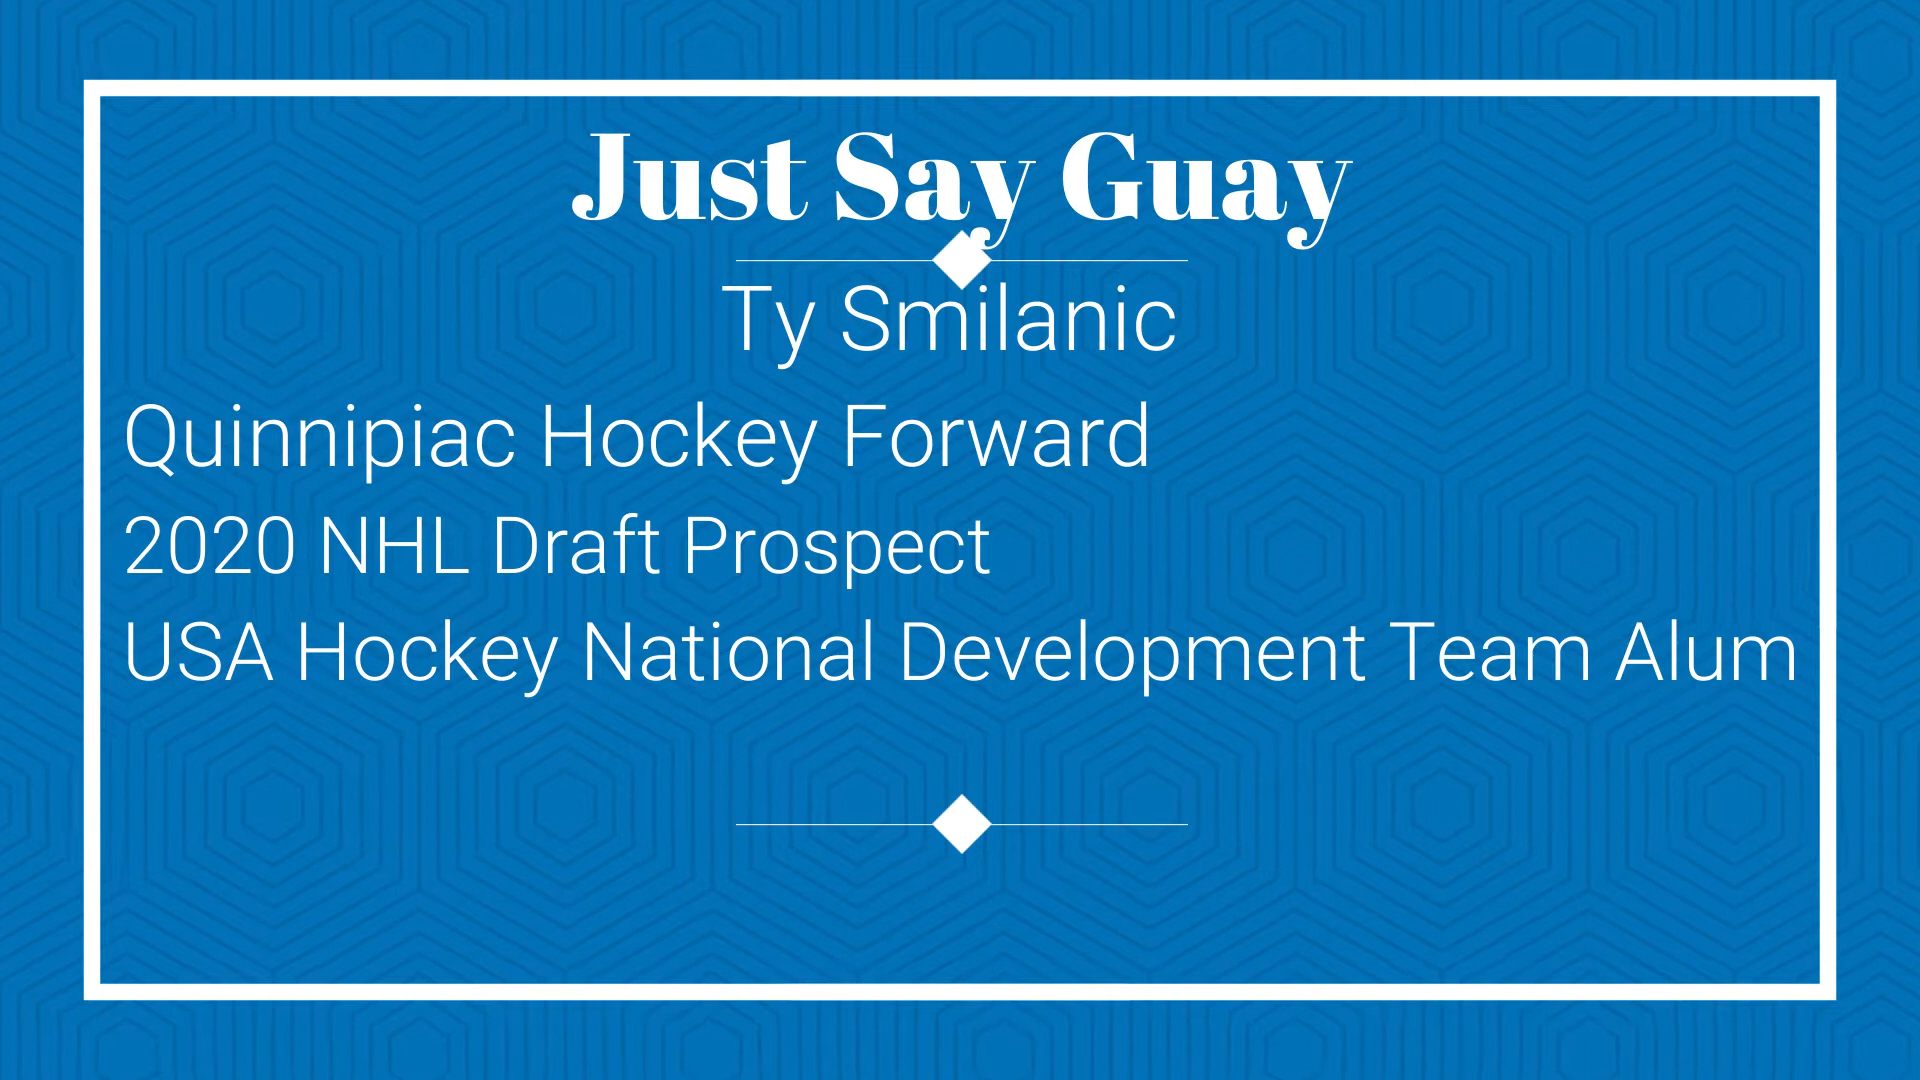 Just Say Guay
Ty Smilanic
Quinnipiac Hockey Forward
2020 NHL Draft Prospect
USA Hockey National Development Team Alum